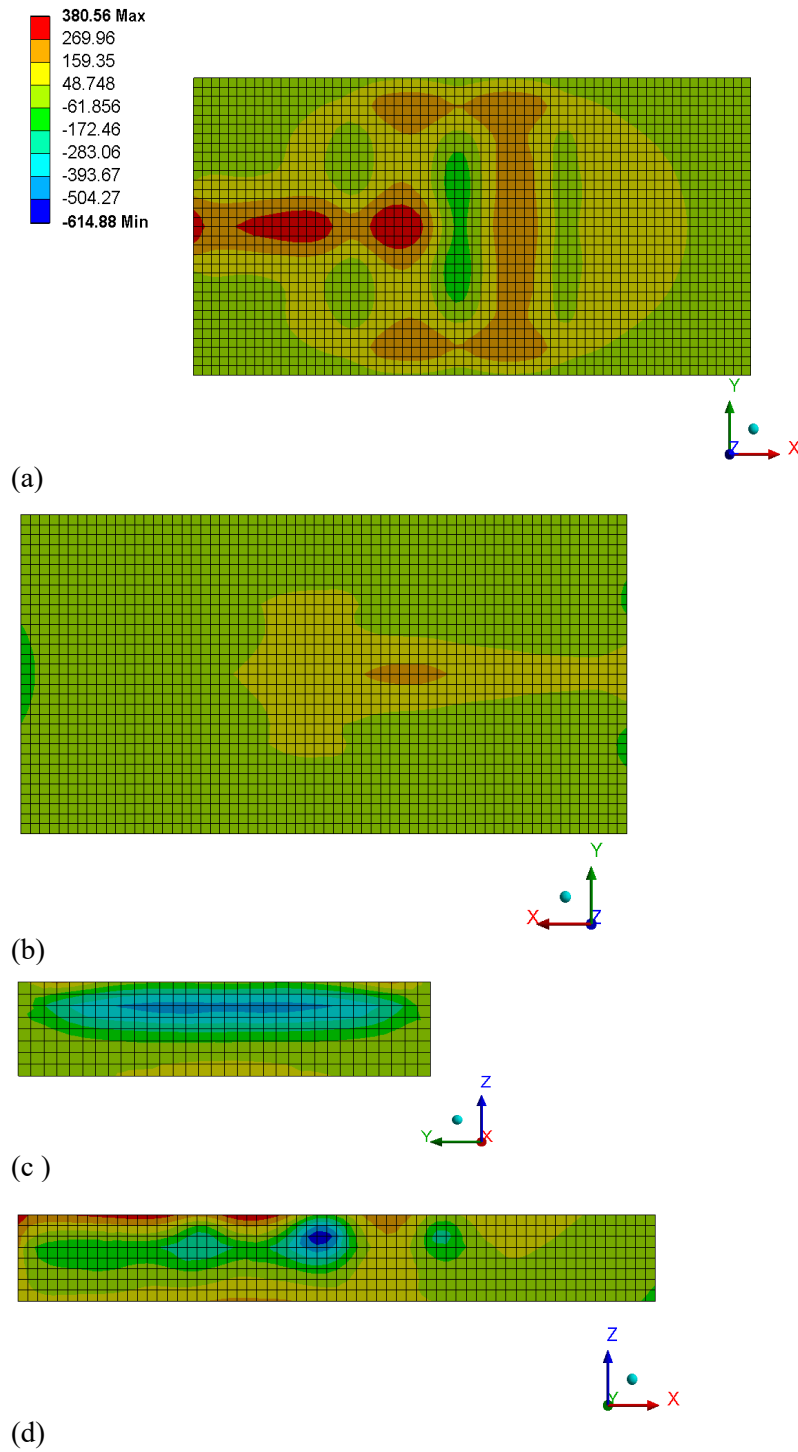 380.56 Max
269.96
159.35
48.748
-61.856
-172.46
-283.06
-393.67
-504.27
-614.88 Min
Y
Z
X
(a)
Y
X
Z
(b)
Z
Y
X
(c )
Z
Y
X
(d)